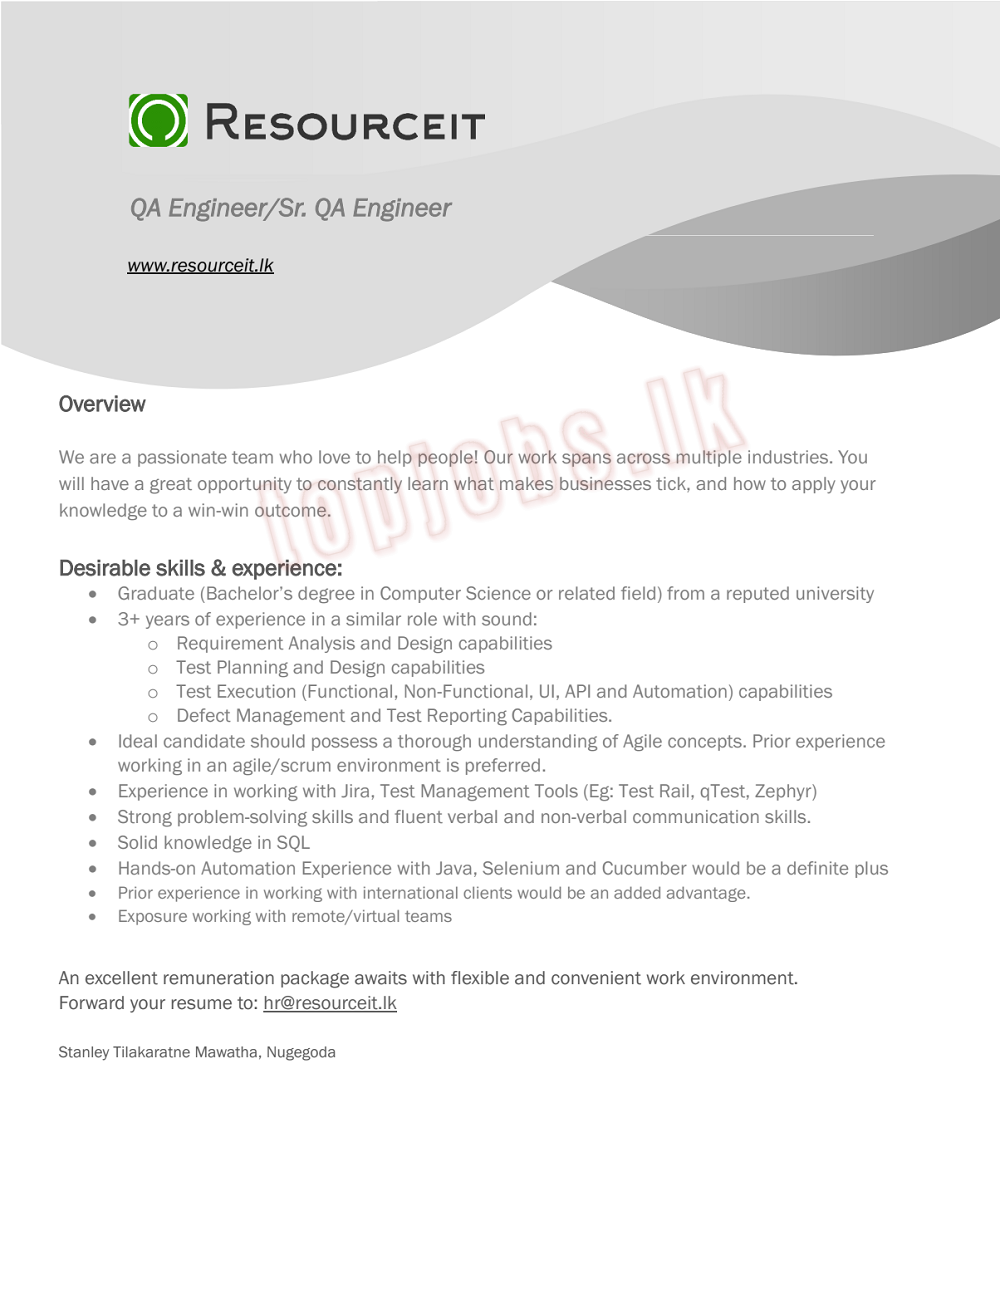 RESOURCEIT
QA Engineer/Sr. QA Engineer
www.resourceit.lk
Overview
We are a passionate team who love to help people! Our work spans across multiple industries. You
will have a great opportunity to constantly learn what makes businesses tick, and how to apply your
knowledge to a win-win outcome.
topjobs.lk
Desirable skills & experience:
• Graduate (Bachelor’s degree in Computer Science or related field) from a reputed university
• 3+ years of experience in a similar role with sound:
o Requirement Analysis and Design capabilities
o Test Planning and Design capabilities
o Test Execution (Functional, Non-Functional, UI, API and Automation) capabilities
o Defect Management and Test Reporting Capabilities.
• Ideal candidate should possess a thorough understanding of Agile concepts. Prior experience
working in an agile/scrum environment is preferred.
• Experience in working with Jira, Test Management Tools (Eg: Test Rail, qTest, Zephyr)
• Strong problem-solving skills and fluent verbal and non-verbal communication skills.
• Solid knowledge in SQL
• Hands-on Automation Experience with Java, Selenium and Cucumber would be a definite plus
• Prior experience in working with international clients would be an added advantage.
• Exposure working with remote/virtual teams
An excellent remuneration package awaits with flexible and convenient work environment.
Forward your resume to: hr@resourceit.lk
Stanley Tilakaratne Mawatha, Nugegoda